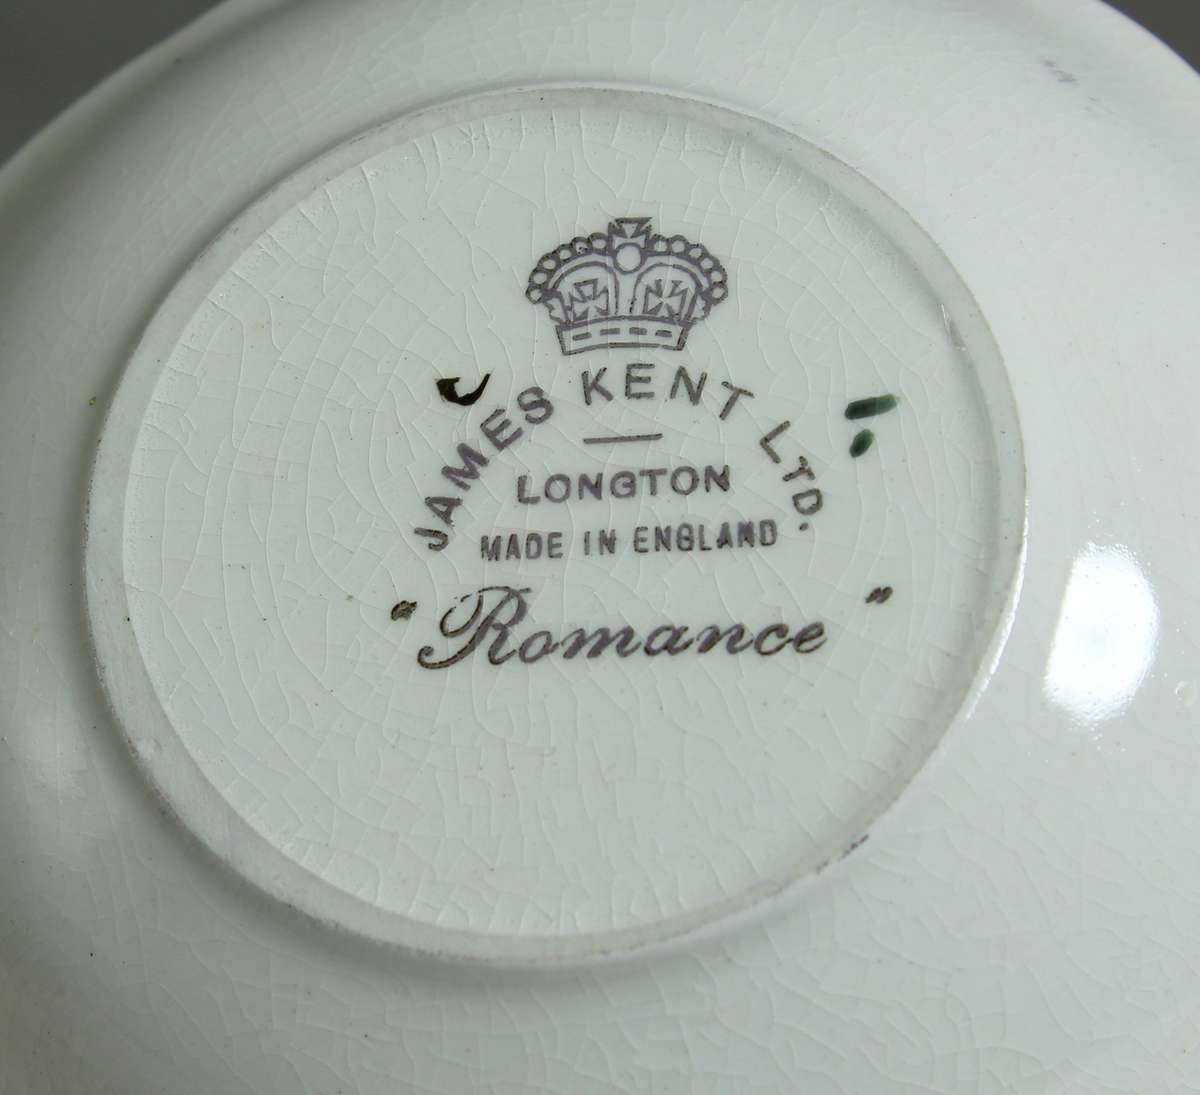 JAMES KENT LTD.
LONGTON
MADE IN ENGLAND
"Romance"